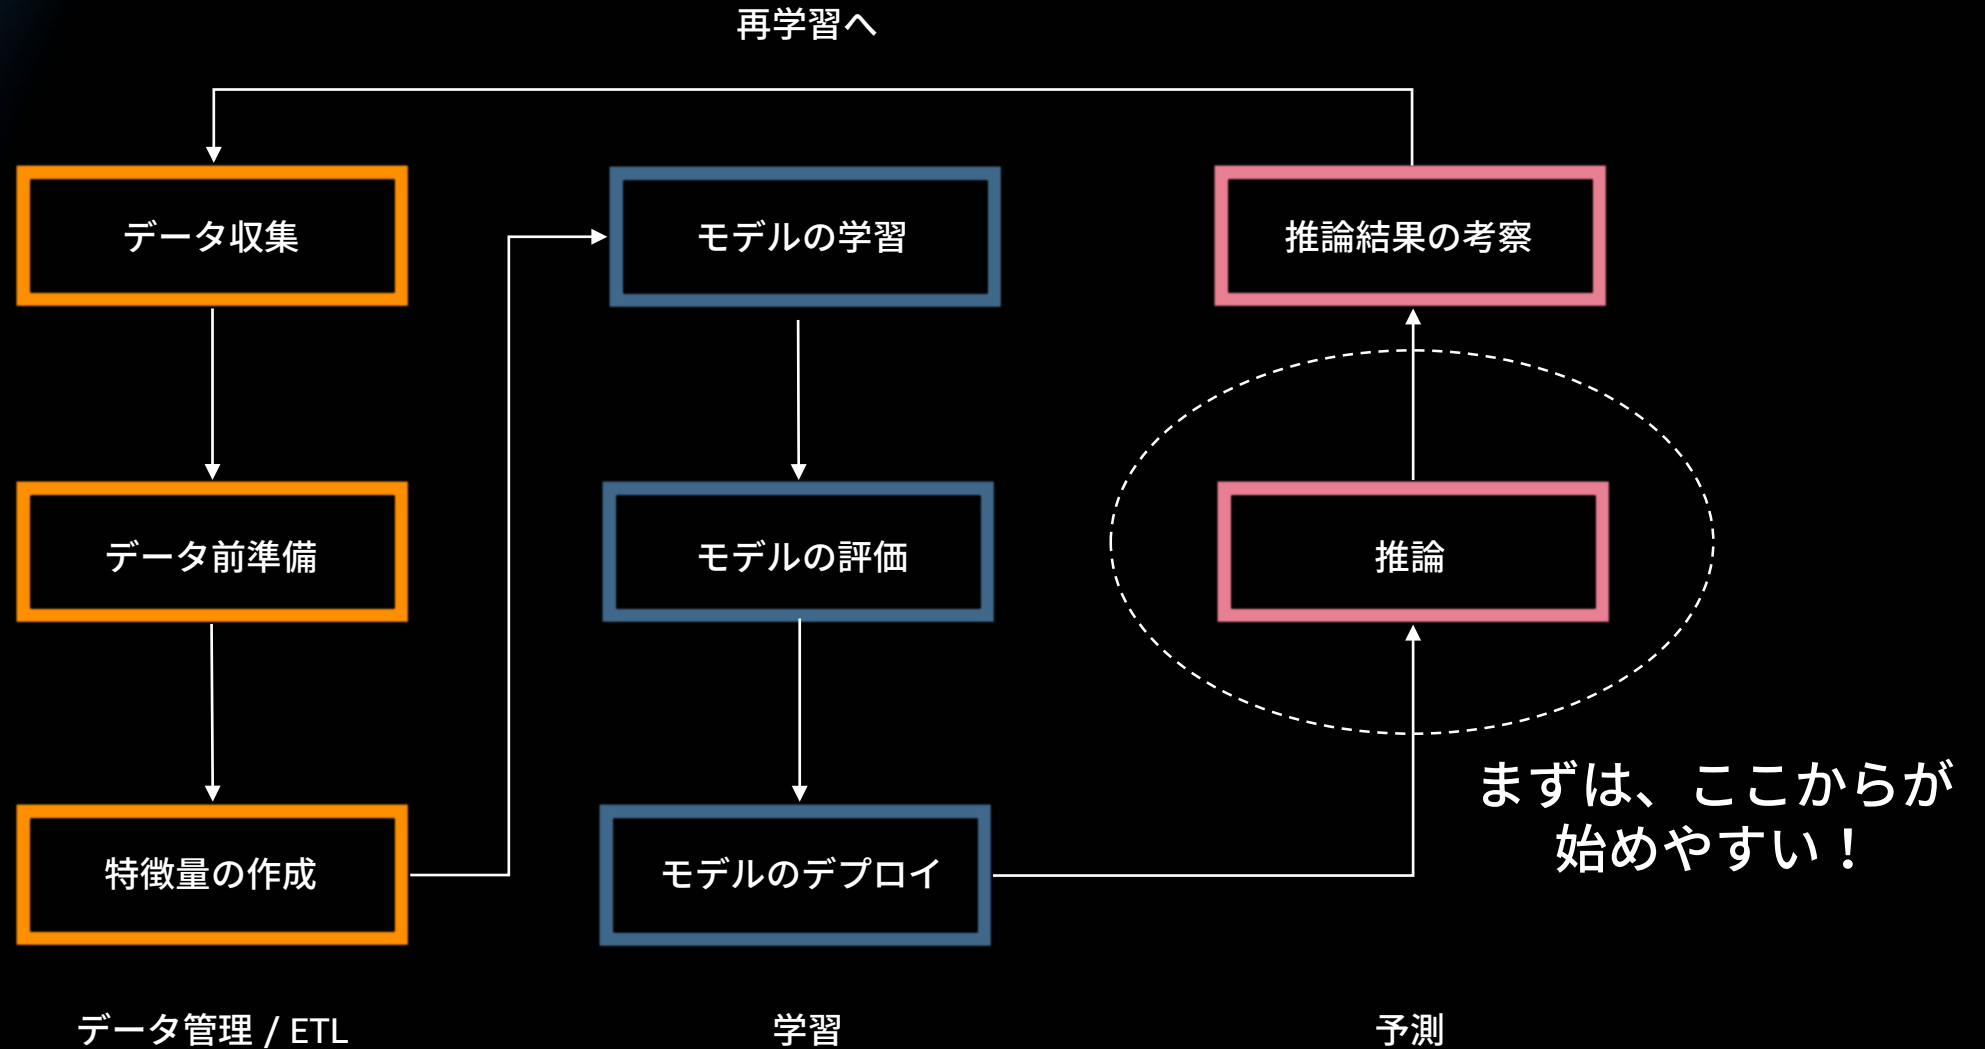 再学習へ
データ収集
モデルの学習
推論結果の考察
データ前準備
モデルの評価
推論
まずは、ここからが
始めやすい！
特徴量の作成
モデルのデプロイ
データ管理 / ETL
学習
予測